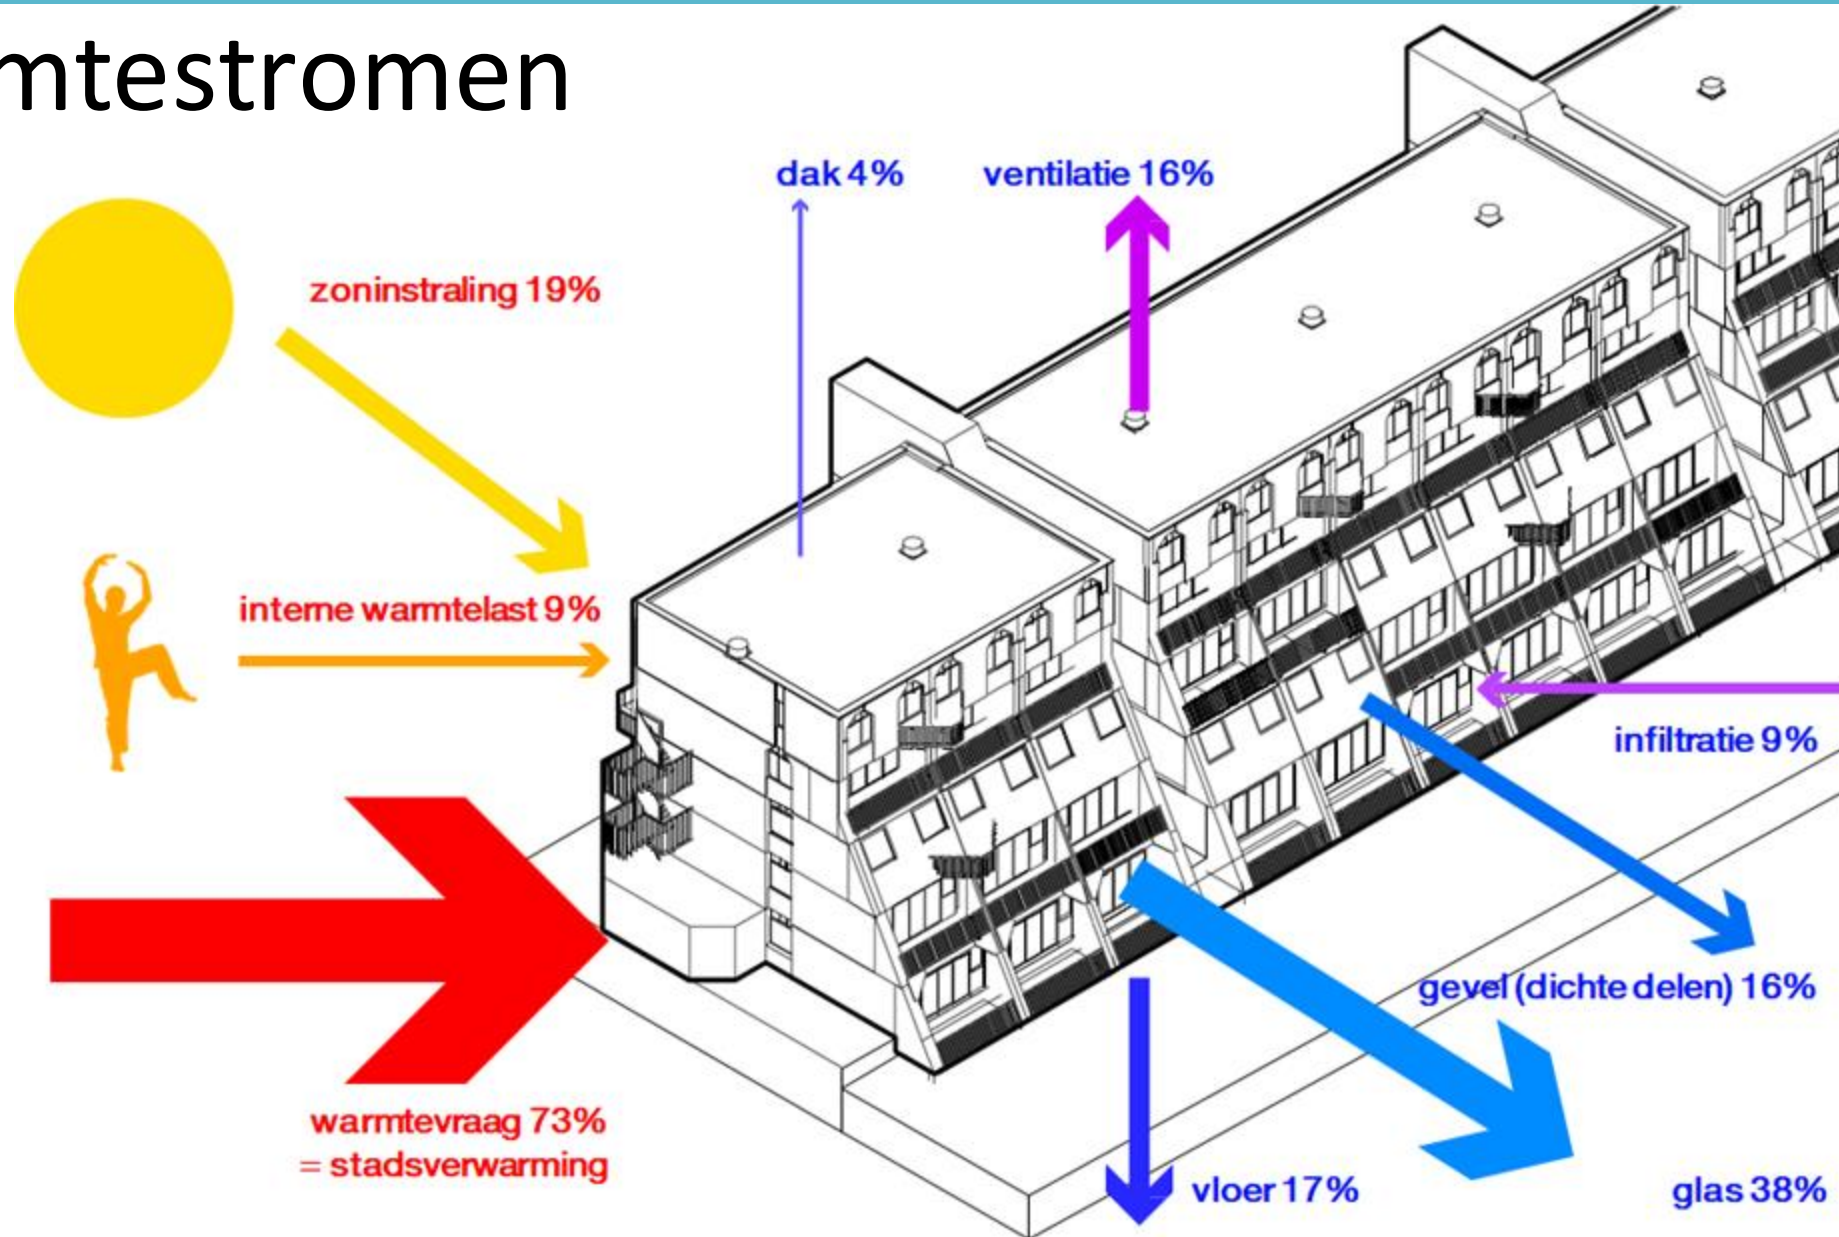 mtestromen
dak 4%
ventilatie 16%
zoninstraling 19%
interne warmtelast 9%
infiltratie 9%
gevel (dichte delen) 16%
warmtevraag 73%
= stadsverwarming
vloer 17%
glas 38%